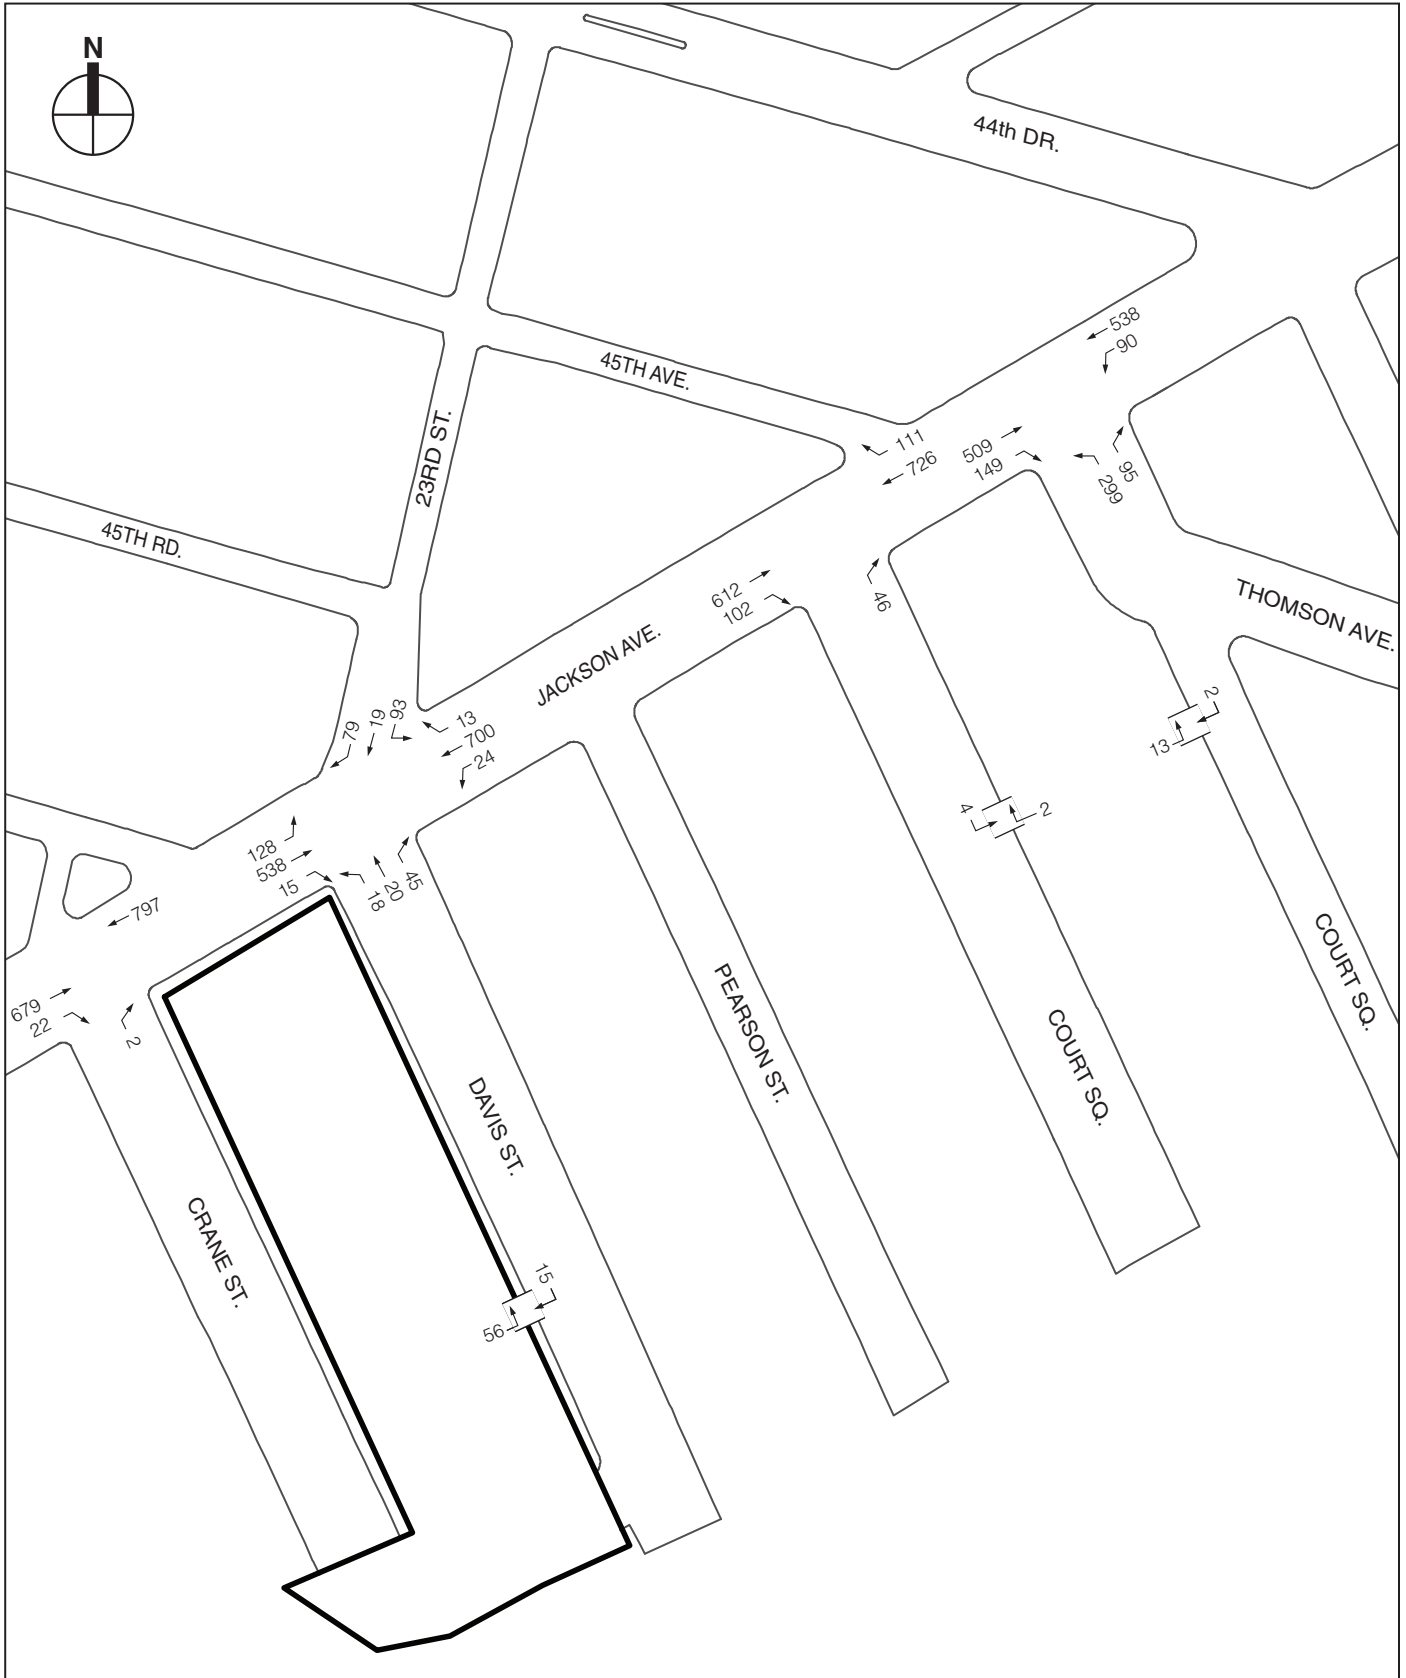 N
44th DR.
538
90
45TH AVE.
111
726
509
149
95
299
23RD ST.
45TH RD.
THOMSON AVE.
612
102
46
JACKSON AVE.
79
19
93
13
700
24
2
13
4
2
128
538
15
18
20
45
797
679
22
2
COURT SQ.
PEARSON ST.
COURT SQ.
DAVIS ST.
CRANE ST.
15
56